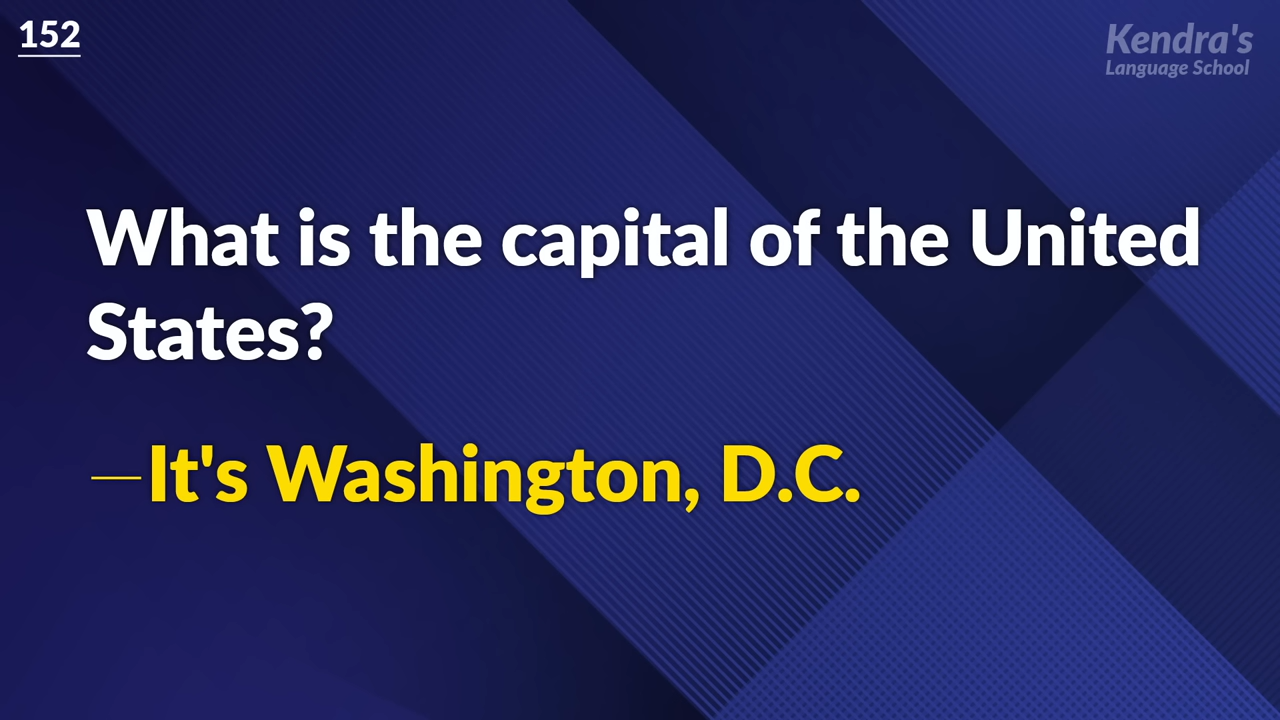 152
Kendra's
Language School
What is the capital of the United
States?
—It's Washington, D.C.